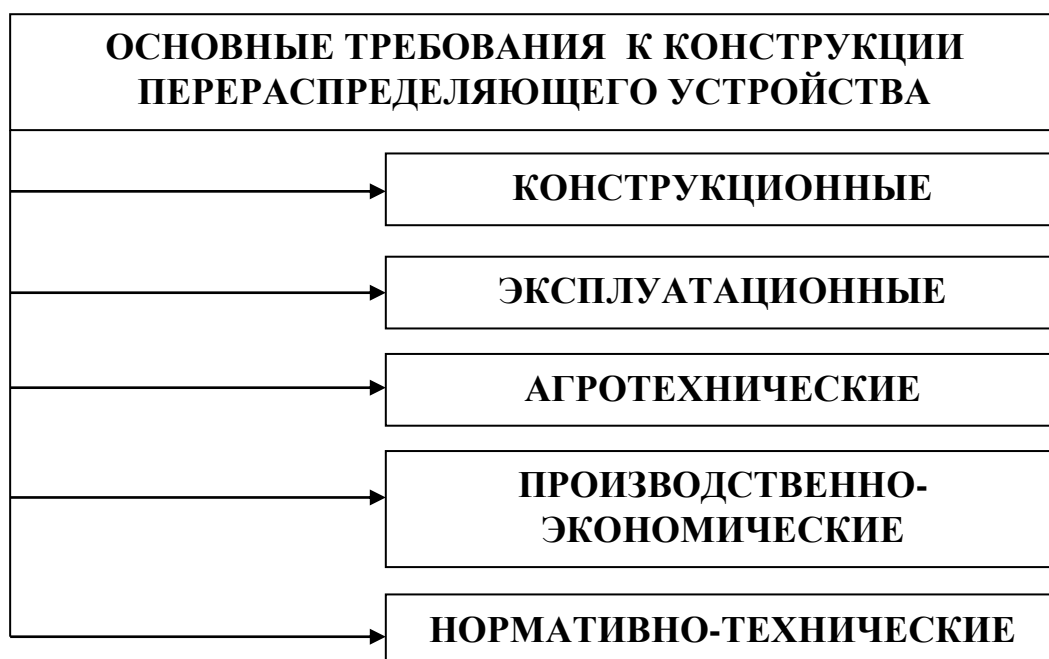 ОСНОВНЫЕ ТРЕБОВАНИЯ К КОНСТРУКЦИИ
ПЕРЕРАСПРЕДЕЛЯЮЩЕГО УСТРОЙСТВА
КОНСТРУКЦИОННЫЕ
ЭКСПЛУАТАЦИОННЫЕ
АГРОТЕХНИЧЕСКИЕ
ПРОИЗВОДСТВЕННО-
ЭКОНОМИЧЕСКИЕ
НОРМАТИВНО-ТЕХНИЧЕСКИЕ